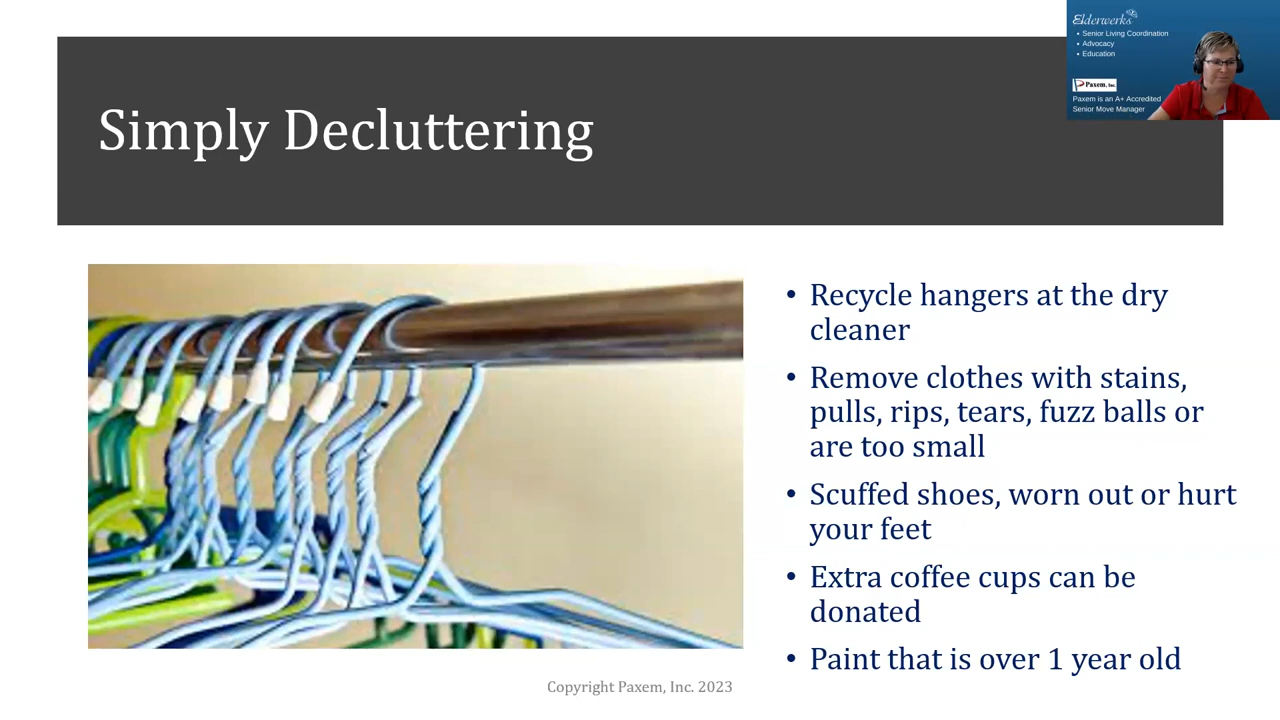 Elderwerks
• Senior Living Coordination
• Advocacy
• Education
Paxem, Inc.
Paxem is an A+ Accredited
Senior Move Manager
Simply Decluttering
• Recycle hangers at the dry
cleaner
• Remove clothes with stains,
pulls, rips, tears, fuzz balls or
are too small
• Scuffed shoes, worn out or hurt
your feet
• Extra coffee cups can be
donated
• Paint that is over 1 year old
Copyright Paxem, Inc. 2023